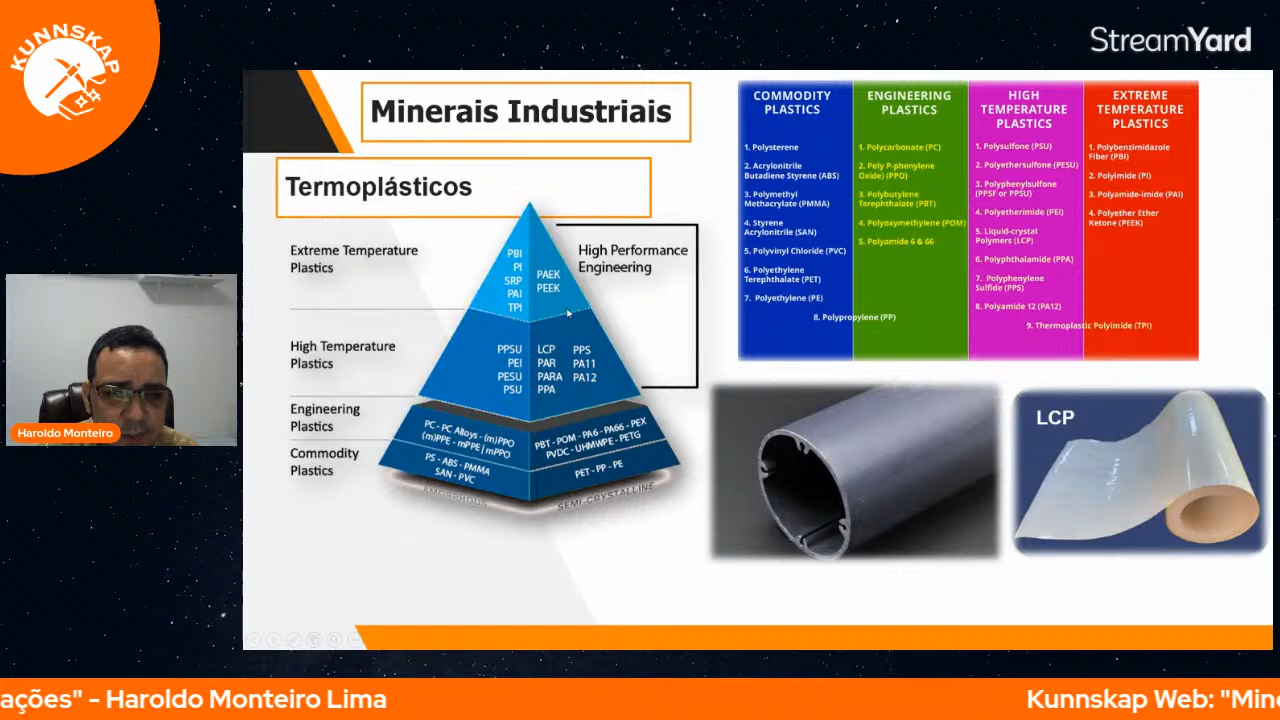 KUNNSKAP
StreamYard
Minerais Industriais
Termoplásticos
Extreme Temperature
Plastics
High Temperature
Plastics
Engineering
Plastics
Commodity
Plastics
PBI
PI
SRP
PAI
TPI
PAEK
PEEK
High Performance
Engineering
PPSU
PEI
PESU
PSU
LCP
PAR
PARA
PPA
PPS
PA11
PA12
PC - PC Alloys - (m)PPO
(m)PPE - mPPE | mPPO
PS - ABS - PMMA
SAN - PVC
PBT - POM - PA6 - PA66 - PEX
PVDC - UHMWPE - PETG
PET - PP - PE
AMORPHOUS
SEMI-CRYSTALLINE
COMMODITY
PLASTICS
1. Polysterene
2. Acrylonitrile
Butadiene Styrene (ABS)
3. Polymethyl
Methacrylate (PMMA)
4. Styrene
Acrylonitrile (SAN)
5. Polyvinyl Chloride (PVC)
6. Polyethylene
Terephthalate (PET)
7. Polyethylene (PE)
8. Polypropylene (PP)
ENGINEERING
PLASTICS
1. Polycarbonate (PC)
2. Poly P-phenylene
Oxide) (PPO)
3. Polybutylene
Terephthalate (PBT)
4. Polyoxymethylene (POM)
5. Polyamide 6 & 66
HIGH
TEMPERATURE
PLASTICS
1. Polysulfone (PSU)
2. Polyethersulfone (PESU)
3. Polyphenylsulfone
(PPSF or PPSU)
4. Polyetherimide (PEI)
5. Liquid-crystal
Polymers (LCP)
6. Polyphthalamide (PPA)
7. Polyphenylene
Sulfide (PPS)
8. Polyamide 12 (PA12)
9. Thermoplastic Polyimide (TPI)
EXTREME
TEMPERATURE
PLASTICS
1. Polybenzimidazole
Fiber (PBI)
2. Polyimide (PI)
3. Polyamide-imide (PAI)
4. Polyether Ether
Ketone (PEEK)
LCP
Haroldo Monteiro
ações" - Haroldo Monteiro Lima
Kunnskap Web: "Mine